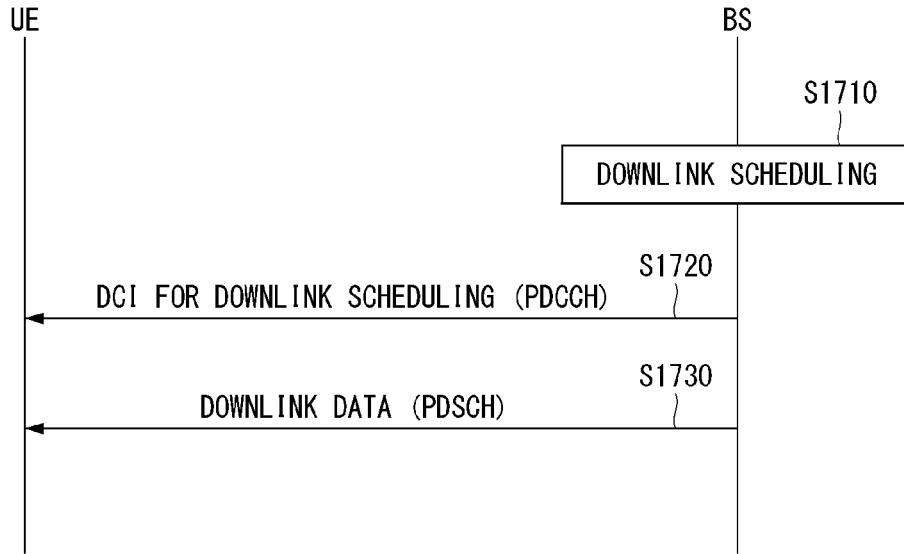 UE
BS
S1710
DOWNLINK SCHEDULING
S1720
DCI FOR DOWNLINK SCHEDULING (PDCCH)
S1730
DOWNLINK DATA (PDSCH)